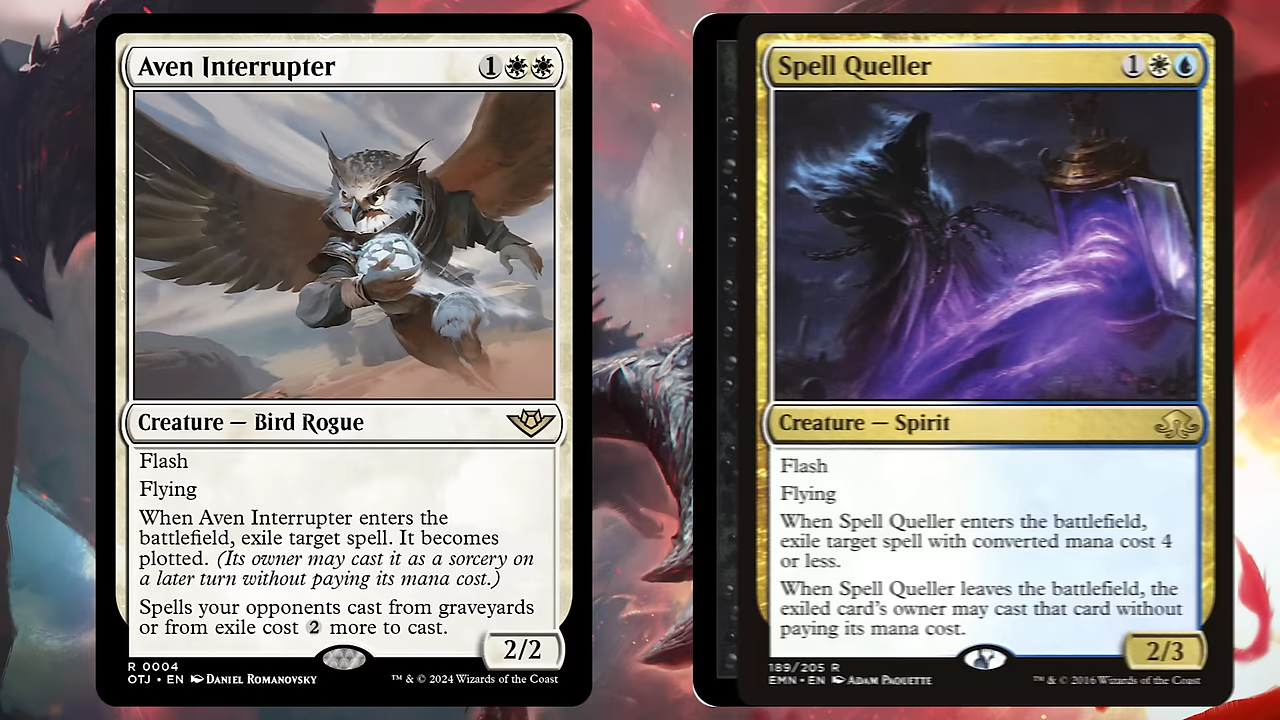 Aven Interrupter
1
Creature — Bird Rogue
Flash
Flying
When Aven Interrupter enters the
battlefield, exile target spell. It becomes
plotted. (Its owner may cast it as a sorcery on
a later turn without paying its mana cost.)
Spells your opponents cast from graveyards
or from exile cost 2 more to cast.
2/2
R 0004
OTJ • EN Daniel Romanovsky
™ & © 2024 Wizards of the Coast
Spell Queller
1
Creature — Spirit
Flash
Flying
When Spell Queller enters the battlefield,
exile target spell with converted mana cost 4
or less.
When Spell Queller leaves the battlefield, the
exiled card's owner may cast that card without
paying its mana cost.
2/3
189/205 R
EMN • EN Adam Paquette
™ & © 2016 Wizards of the Coast